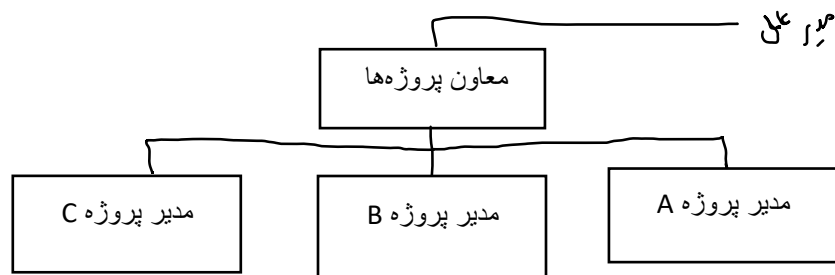 مدیر عامل
معاون پروژه‌ها
مدیر پروژه A
مدیر پروژه B
مدیر پروژه C